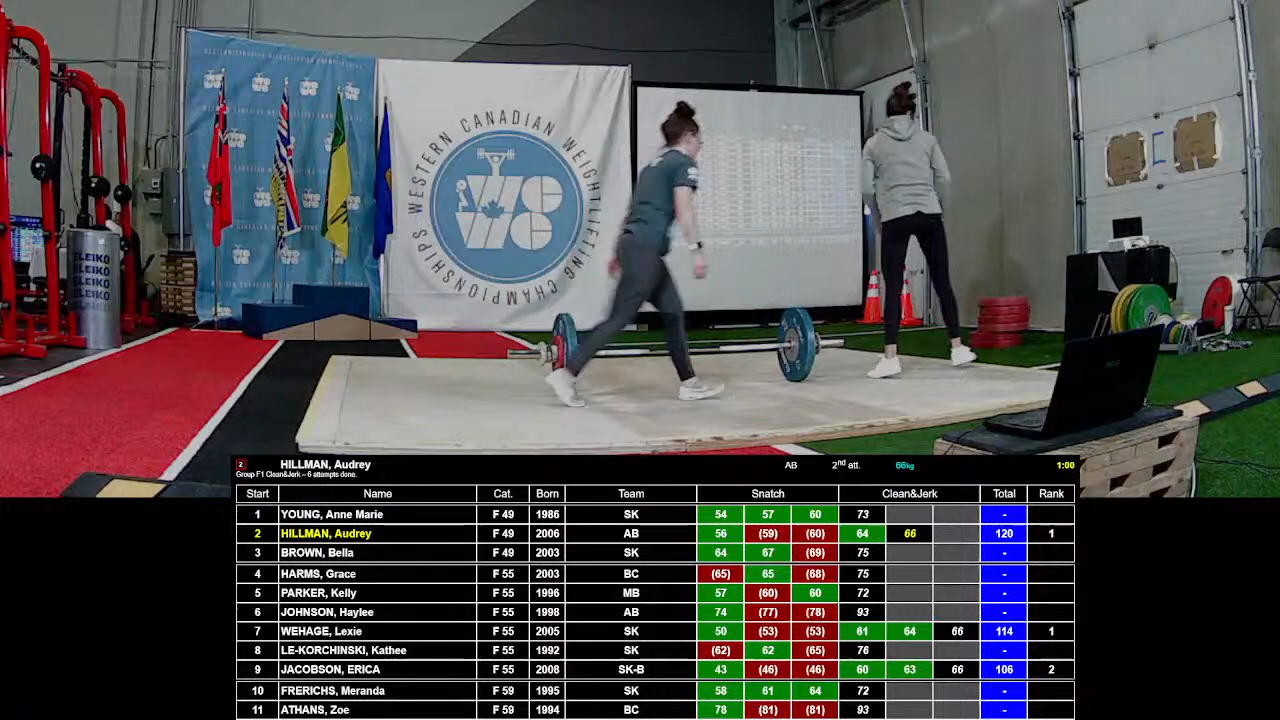 WESTERN CANADIAN WEIGHTLIFTING CHAMPIONSHIPS
WC
WC
ELEIKO
ELEIKO
ELEIKO
2 HILLMAN, Audrey AB 2nd att. 66kg 1:00
Group F1 Clean&Jerk – 6 attempts done.
Start Name Cat. Born Team Snatch Clean&Jerk Total Rank
1 YOUNG, Anne Marie F 49 1986 SK 54 57 60 73 -
2 HILLMAN, Audrey F 49 2006 AB 56 (59) (60) 64 66 120 1
3 BROWN, Bella F 49 2003 SK 64 67 (69) 75 -
4 HARMS, Grace F 55 2003 BC (65) 65 (68) 75 -
5 PARKER, Kelly F 55 1996 MB 57 (60) 60 72 -
6 JOHNSON, Haylee F 55 1998 AB 74 (77) (78) 93 -
7 WEHAGE, Lexie F 55 2005 SK 50 (53) (53) 61 64 66 114 1
8 LE-KORCHINSKI, Kathee F 55 1992 SK (62) 62 (65) 76 -
9 JACOBSON, ERICA F 55 2008 SK-B 43 (46) (46) 60 63 66 106 2
10 FRERICHS, Meranda F 59 1995 SK 58 61 64 72 -
11 ATHANS, Zoe F 59 1994 BC 78 (81) (81) 93 -